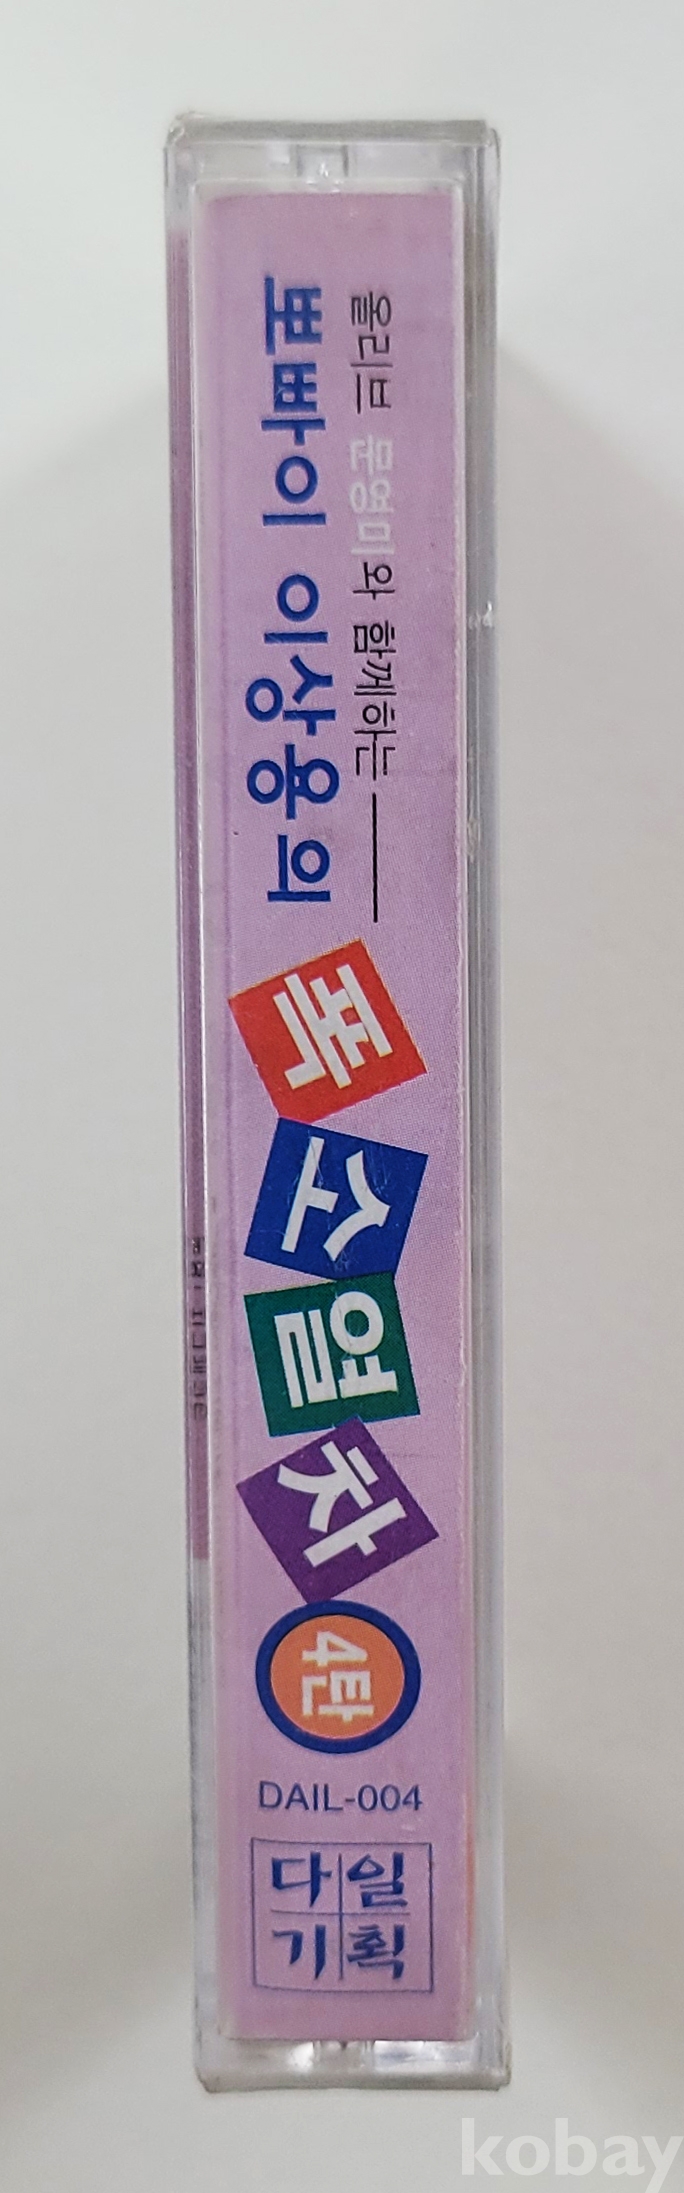 올리브 문영미와 함께하는
뽀빠이 이상용의
폭소열차
4탄
DAIL-004
다일
기획
kobay